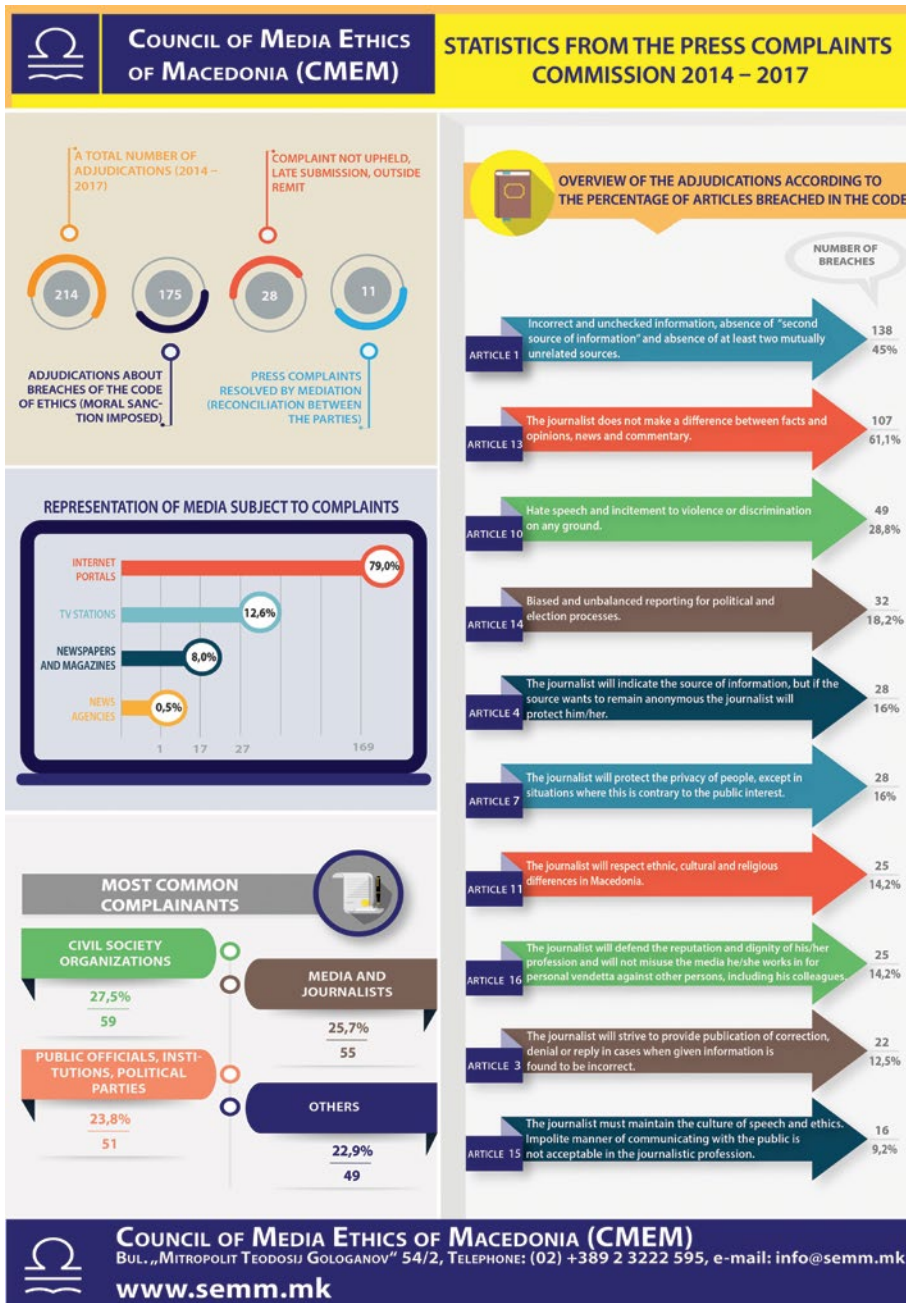 COUNCIL OF MEDIA ETHICS
OF MACEDONIA (CMEM)
STATISTICS FROM THE PRESS COMPLAINTS
COMMISSION 2014 – 2017
A TOTAL NUMBER OF
ADJUDICATIONS (2014 –
2017)
COMPLAINT NOT UPHELD,
LATE SUBMISSION, OUTSIDE
REMIT
214
175
28
11
ADJUDICATIONS ABOUT
BREACHES OF THE CODE
OF ETHICS (MORAL SANC-
TION IMPOSED)
PRESS COMPLAINTS
RESOLVED BY MEDIATION
(RECONCILIATION BETWEEN
THE PARTIES)
REPRESENTATION OF MEDIA SUBJECT TO COMPLAINTS
INTERNET
PORTALS
79,0%
TV STATIONS
12,6%
NEWSPAPERS
AND MAGAZINES
8,0%
NEWS
AGENCIES
0,5%
1 17 27 169
MOST COMMON
COMPLAINANTS
CIVIL SOCIETY
ORGANIZATIONS
27,5%
59
MEDIA AND
JOURNALISTS
25,7%
55
PUBLIC OFFICIALS, INSTI-
TUTIONS, POLITICAL
PARTIES
23,8%
51
OTHERS
22,9%
49
OVERVIEW OF THE ADJUDICATIONS ACCORDING TO
THE PERCENTAGE OF ARTICLES BREACHED IN THE CODE
NUMBER OF
BREACHES
ARTICLE 1
Incorrect and unchecked information, absence of "second
source of information" and absence of at least two mutually
unrelated sources.
138
45%
ARTICLE 13
The journalist does not make a difference between facts and
opinions, news and commentary.
107
61,1%
ARTICLE 10
Hate speech and incitement to violence or discrimination
on any ground.
49
28,8%
ARTICLE 14
Biased and unbalanced reporting for political and
election processes.
32
18,2%
ARTICLE 4
The journalist will indicate the source of information, but if the
source wants to remain anonymous the journalist will
protect him/her.
28
16%
ARTICLE 7
The journalist will protect the privacy of people, except in
situations where this is contrary to the public interest.
28
16%
ARTICLE 11
The journalist will respect ethnic, cultural and religious
differences in Macedonia.
25
14,2%
ARTICLE 16
The journalist will defend the reputation and dignity of his/her
profession and will not misuse the media he/she works in for
personal vendetta against other persons, including his colleagues.
25
14,2%
ARTICLE 3
The journalist will strive to provide publication of correction,
denial or reply in cases when given information is
found to be incorrect.
22
12,5%
ARTICLE 15
The journalist must maintain the culture of speech and ethics.
Impolite manner of communicating with the public is
not acceptable in the journalistic profession.
16
9,2%
COUNCIL OF MEDIA ETHICS OF MACEDONIA (CMEM)
BUL. „MITROPOLIT TEODOSIJ GOLOGANOV" 54/2, TELEPHONE: (02) +389 2 3222 595, e-mail: info@semm.mk
www.semm.mk